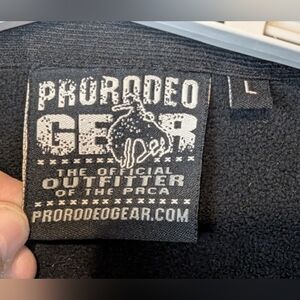 PRORODEO
GEAR
THE OFFICIAL
OUTFITTER
OF THE PRCA
PRORODEOGEAR.COM
L